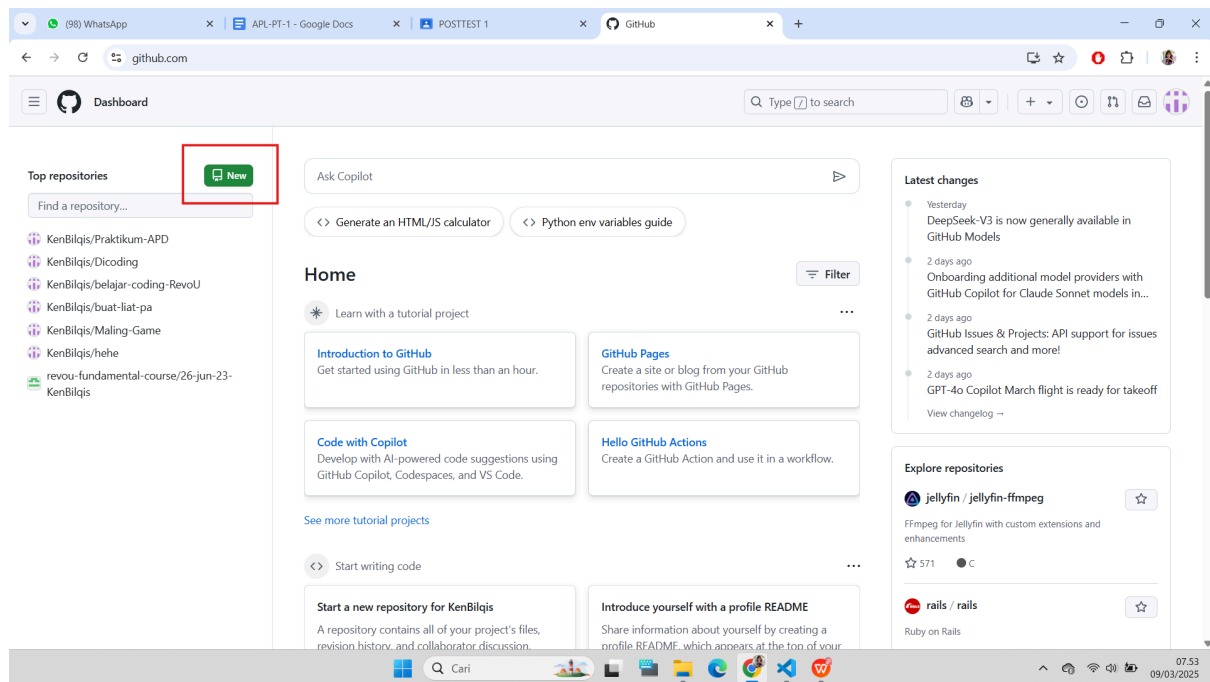 (98) WhatsApp
APL-PT-1 - Google Docs
POSTTEST 1
GitHub
github.com
Dashboard
Type / to search
Top repositories
New
Find a repository...
KenBilqis/Praktikum-APD
KenBilqis/Dicoding
KenBilqis/belajar-coding-RevoU
KenBilqis/buat-liat-pa
KenBilqis/Maling-Game
KenBilqis/hehe
revou-fundamental-course/26-jun-23-
KenBilqis
Ask Copilot
Generate an HTML/JS calculator
Python env variables guide
Home
Filter
Learn with a tutorial project
Introduction to GitHub
Get started using GitHub in less than an hour.
GitHub Pages
Create a site or blog from your GitHub
repositories with GitHub Pages.
Code with Copilot
Develop with AI-powered code suggestions using
GitHub Copilot, Codespaces, and VS Code.
Hello GitHub Actions
Create a GitHub Action and use it in a workflow.
See more tutorial projects
Start writing code
Start a new repository for KenBilqis
A repository contains all of your project's files,
revision history, and collaborator discussion.
Introduce yourself with a profile README
Share information about yourself by creating a
profile README, which appears at the top of your
Latest changes
Yesterday
DeepSeek-V3 is now generally available in
GitHub Models
2 days ago
Onboarding additional model providers with
GitHub Copilot for Claude Sonnet models in...
2 days ago
GitHub Issues & Projects: API support for issues
advanced search and more!
2 days ago
GPT-4o Copilot March flight is ready for takeoff
View changelog →
Explore repositories
jellyfin / jellyfin-ffmpeg
FFmpeg for Jellyfin with custom extensions and
enhancements
571
C
rails / rails
Ruby on Rails
Cari
07.53
09/03/2025